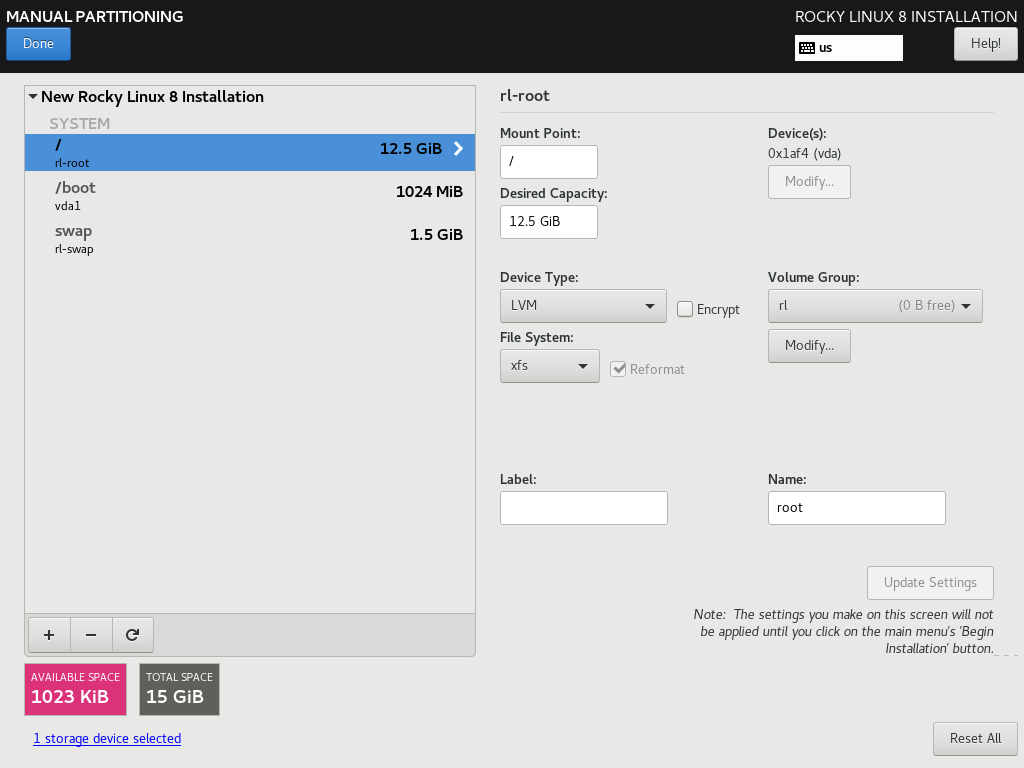 MANUAL PARTITIONING
ROCKY LINUX 8 INSTALLATION
Done
us
Help!
New Rocky Linux 8 Installation
SYSTEM
/
12.5 GiB
rl-root
/boot
1024 MiB
vda1
swap
1.5 GiB
rl-swap
AVAILABLE SPACE
1023 KiB
TOTAL SPACE
15 GiB
1 storage device selected
rl-root
Mount Point:
/
Device(s):
0x1af4 (vda)
Modify...
Desired Capacity:
12.5 GiB
Device Type:
LVM
Encrypt
Volume Group:
rl (0 B free)
Modify...
File System:
xfs
Reformat
Label:
Name:
root
Update Settings
Note: The settings you make on this screen will not
be applied until you click on the main menu's 'Begin
Installation' button.
Reset All